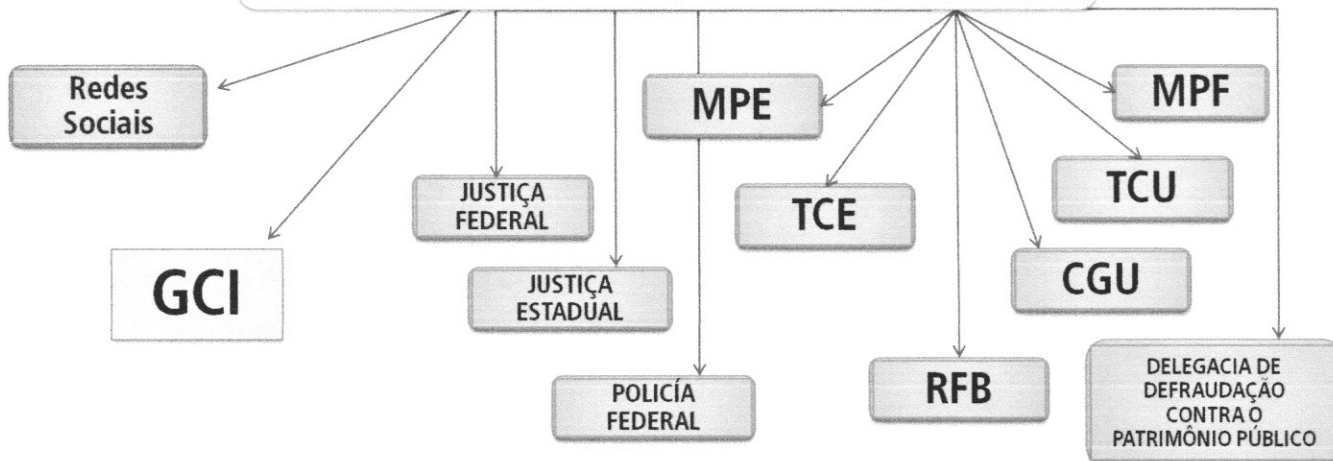 Redes
Sociais
MPE
MPF
JUSTIÇA
FEDERAL
TCE
TCU
GCI
JUSTIÇA
ESTADUAL
CGU
POLICÍA
FEDERAL
RFB
DELEGACIA DE
DEFRAUDAÇÃO
CONTRA O
PATRIMÔNIO PÚBLICO